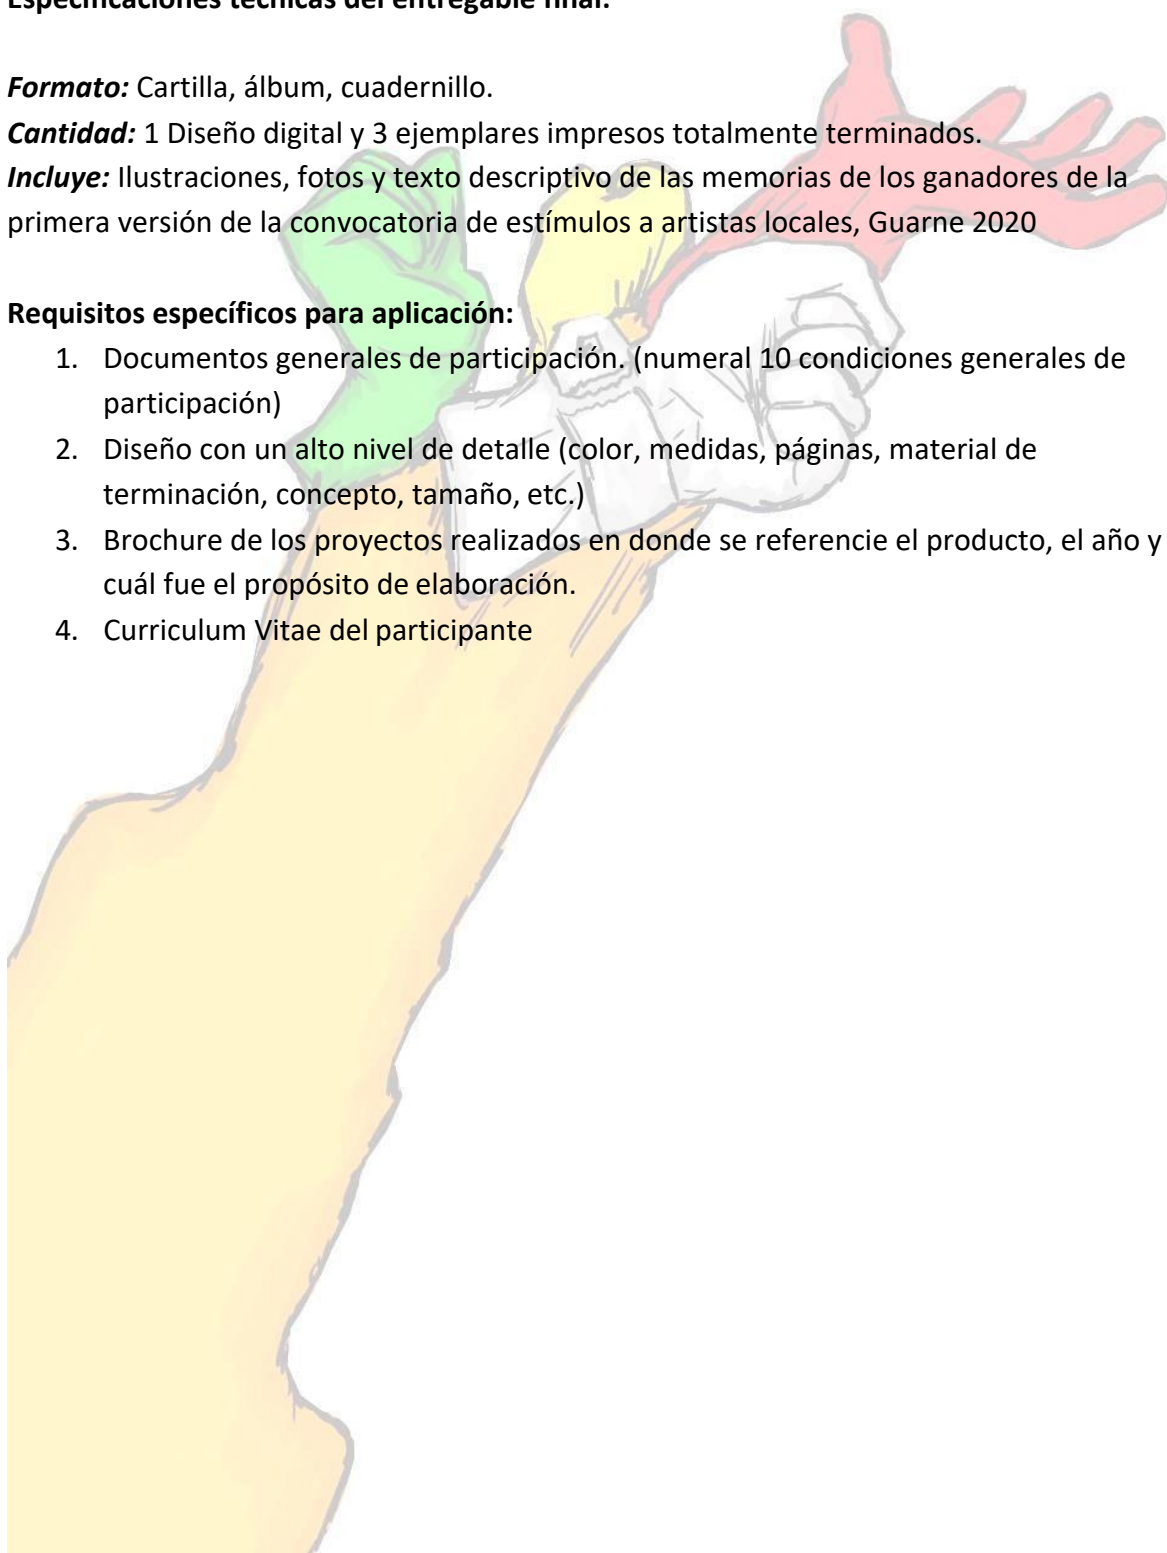 Especificaciones técnicas del entregable final:
Formato: Cartilla, álbum, cuadernillo.
Cantidad: 1 Diseño digital y 3 ejemplares impresos totalmente terminados.
Incluye: Ilustraciones, fotos y texto descriptivo de las memorias de los ganadores de la
primera versión de la convocatoria de estímulos a artistas locales, Guarne 2020
Requisitos específicos para aplicación:
1. Documentos generales de participación. (numeral 10 condiciones generales de
participación)
2. Diseño con un alto nivel de detalle (color, medidas, páginas, material de
terminación, concepto, tamaño, etc.)
3. Brochure de los proyectos realizados en donde se referencie el producto, el año y
cuál fue el propósito de elaboración.
4. Curriculum Vitae del participante